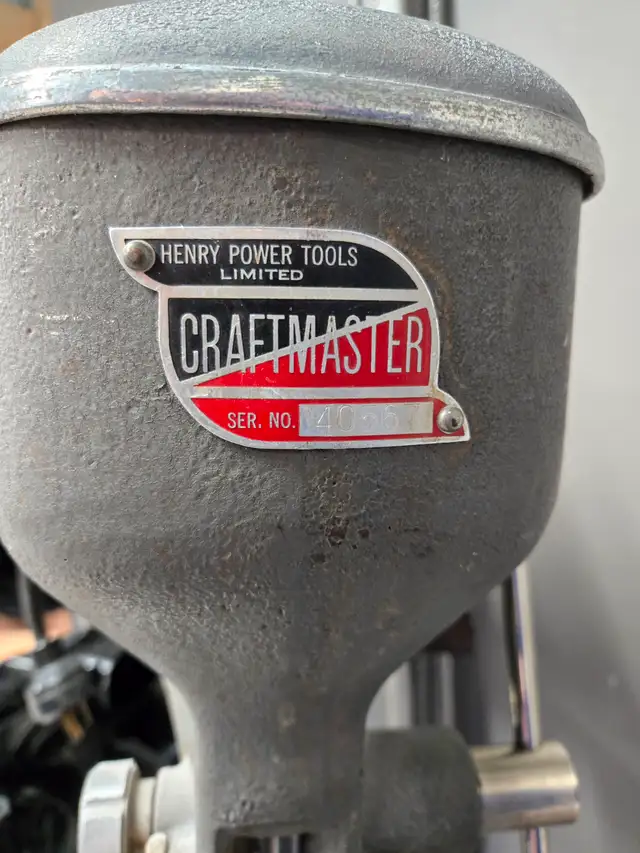 HENRY POWER TOOLS
LIMITED
CRAFTMASTER
SER. NO.